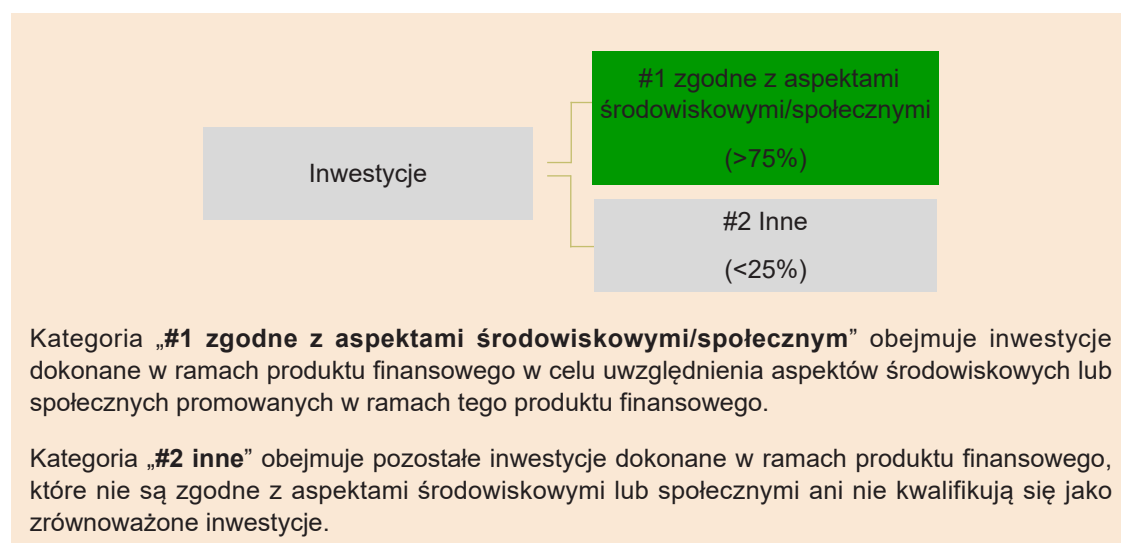 #1 zgodne z aspektami
środowiskowymi/społecznymi
(>75%)
Inwestycje
#2 Inne
(<25%)
Kategoria „#1 zgodne z aspektami środowiskowymi/społecznym” obejmuje inwestycje
dokonane w ramach produktu finansowego w celu uwzględnienia aspektów środowiskowych lub
społecznych promowanych w ramach tego produktu finansowego.
Kategoria „#2 inne” obejmuje pozostałe inwestycje dokonane w ramach produktu finansowego,
które nie są zgodne z aspektami środowiskowymi lub społecznymi ani nie kwalifikują się jako
zrównoważone inwestycje.